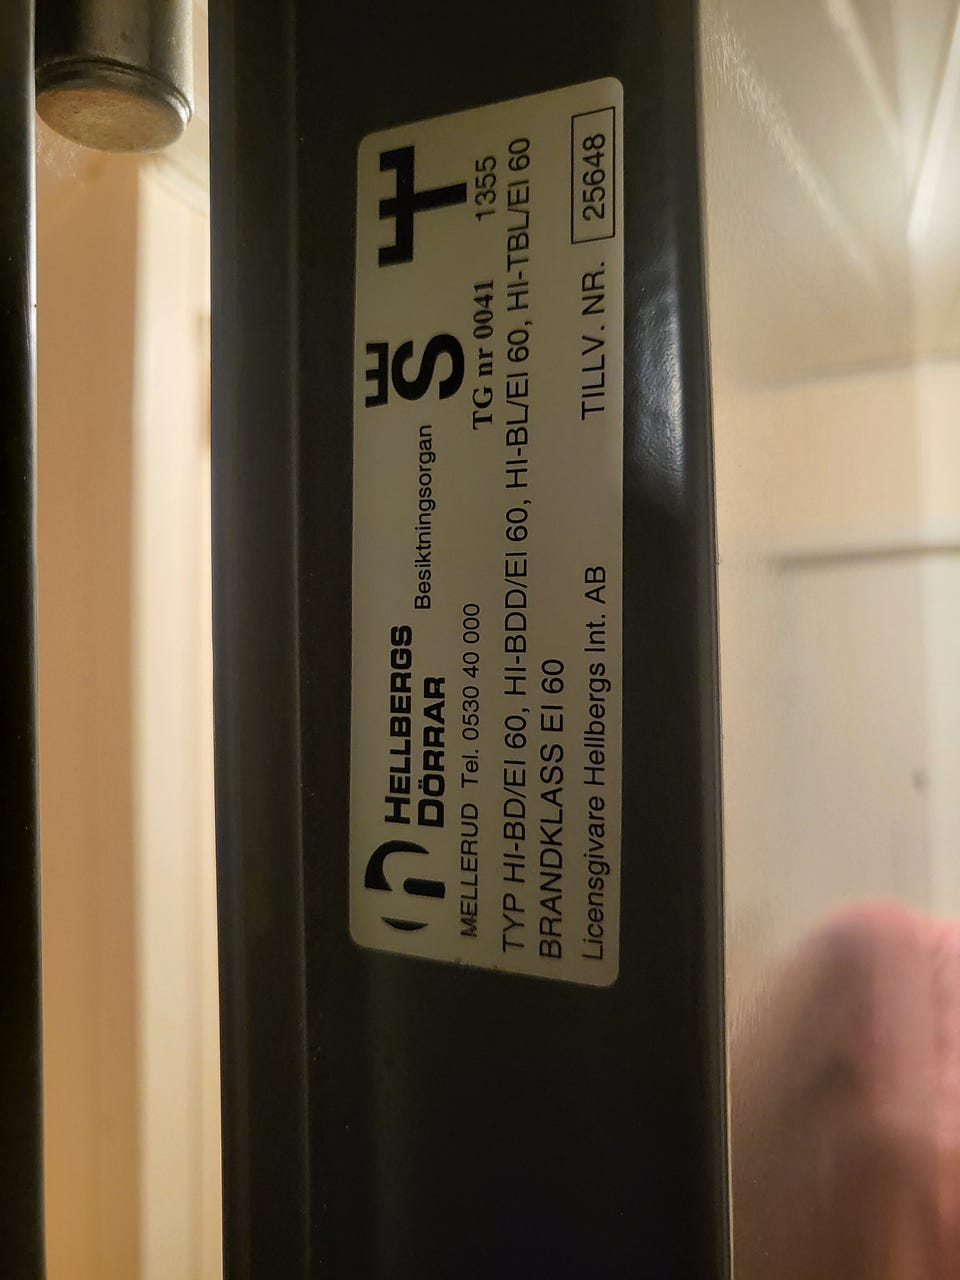 HELLBERGS
DÖRRAR
Besiktningsorgan
MELLERUD Tel. 0530 40 000
TG nr 0041 1355
TYP HI-BD/EI 60, HI-BDD/EI 60, HI-BL/EI 60, HI-TBL/EI 60
BRANDKLASS EI 60
Licensgivare Hellbergs Int. AB TILLV. NR. 25648